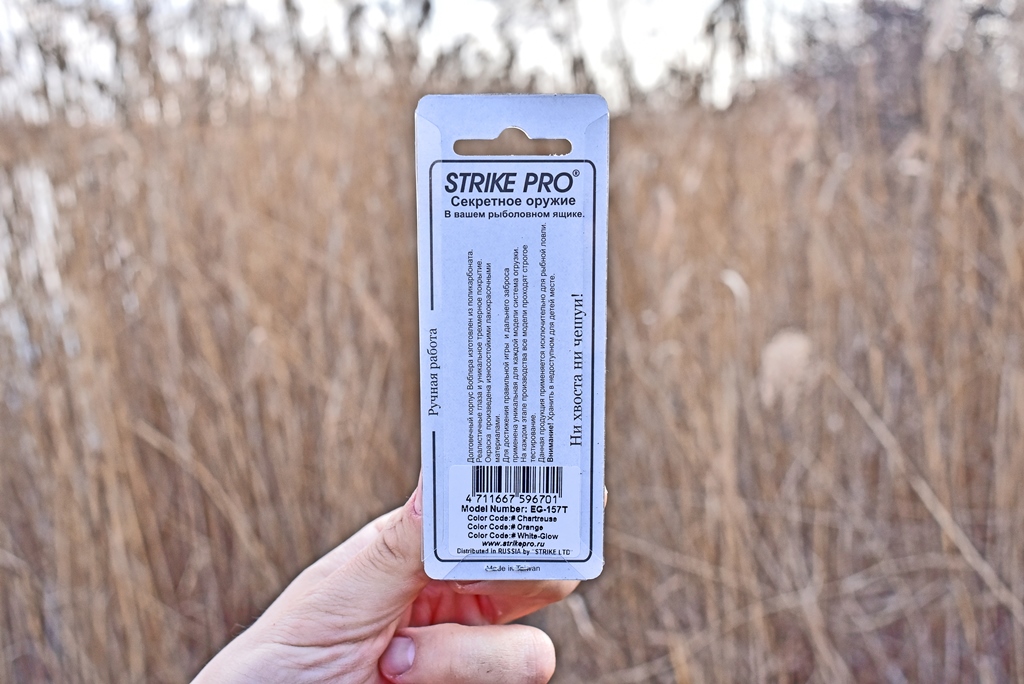 STRIKE PRO®
Секретное оружие
В вашем рыболовном ящике.
Ручная работа
Долговечный корпус Воблера изготовлен из поликарбоната.
Реалистичные глаза и уникальное трехмерное покрытие.
Окраска произведена износостойкими лакокрасочными
материалами.
Для достижения правильной игры и дальнего заброса
применена уникальная для каждой модели система огрузки.
На каждом этапе производства все модели проходят строгое
тестирование.
Данная продукция применяется исключительно для рыбной ловли.
Внимание! Хранить в недоступном для детей месте.
Ни хвоста ни чешуи!
4 711667 596701
Model Number: EG-157T
Color Code:# Chartreuse
Color Code:# Orange
Color Code:# White-Glow
www.strikepro.ru
Distributed in RUSSIA by "STRIKE LTD"
Made in Taiwan